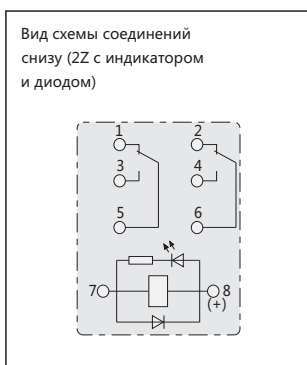 Вид схемы соединений
снизу (2Z с индикатором
и диодом)
1 2
3 4
5 6
7 8
(+)